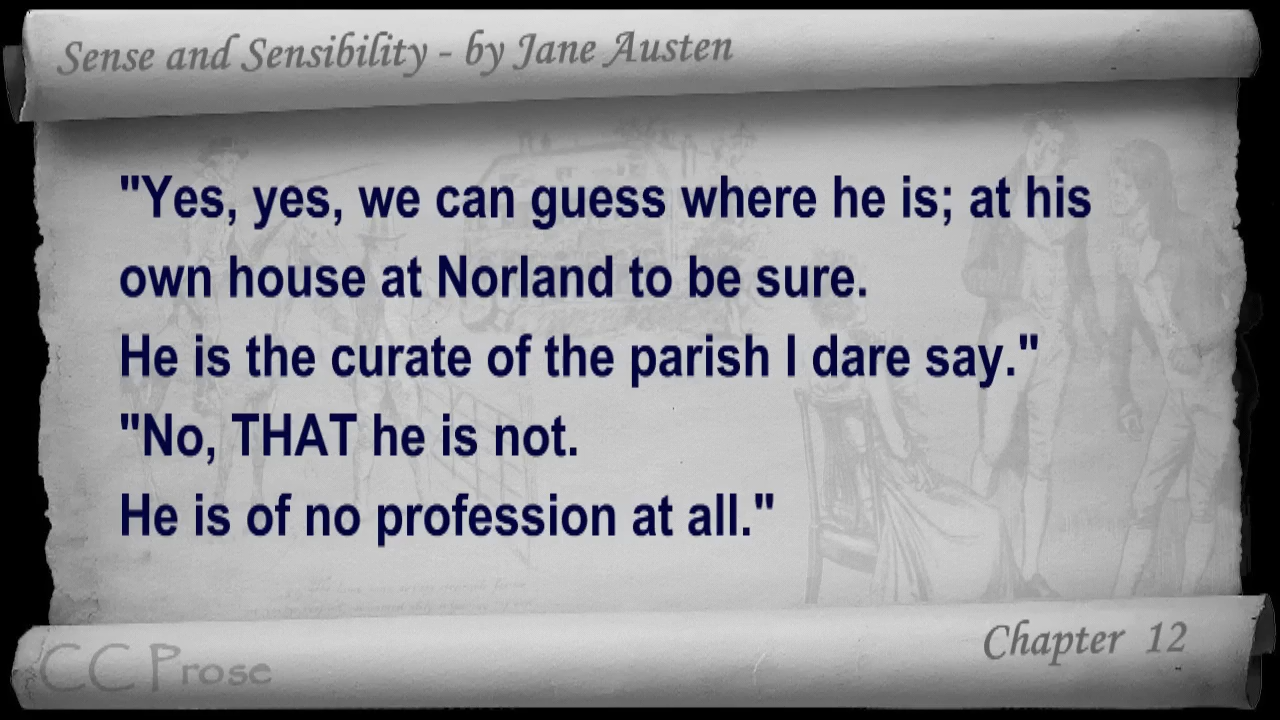 Sense and Sensibility - by Jane Austen
"Yes, yes, we can guess where he is; at his
own house at Norland to be sure.
He is the curate of the parish I dare say."
"No, THAT he is not.
He is of no profession at all."
Chapter 12
CC Prose